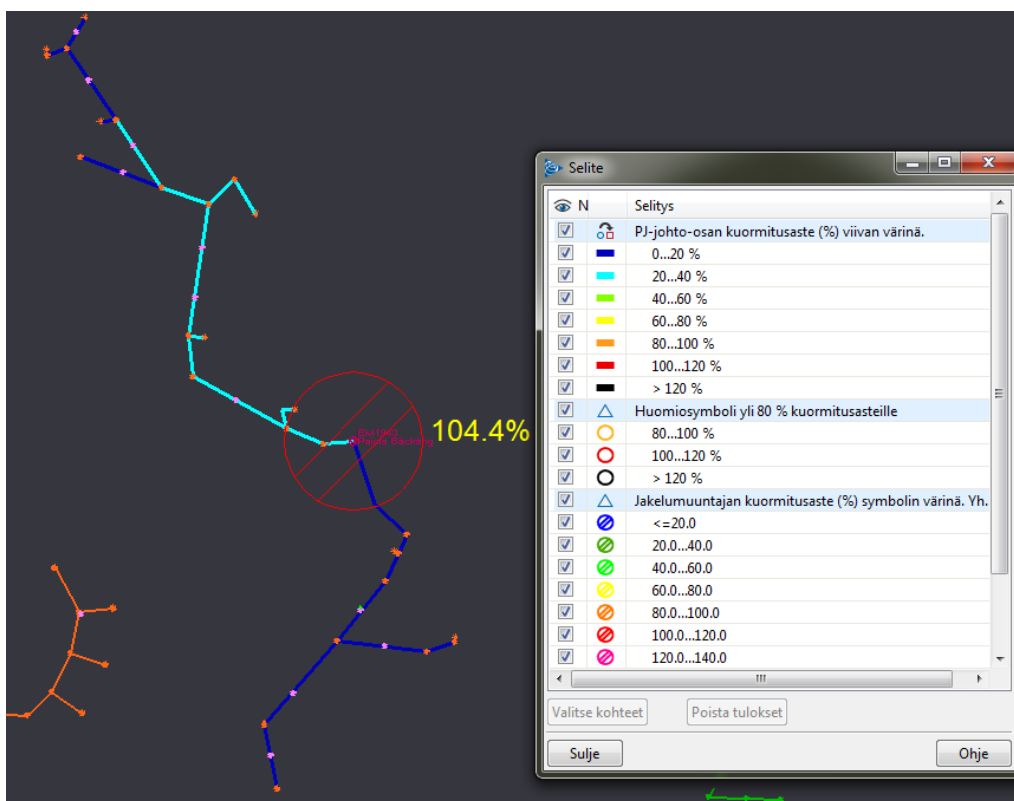 Selite
N Selitys
PJ-johto-osan kuormitusaste (%) viivan värinä.
0...20 %
20...40 %
40...60 %
60...80 %
80...100 %
100...120 %
> 120 %
Huomiosymboli yli 80 % kuormitusasteille
80...100 %
100...120 %
> 120 %
Jakelumuuntajan kuormitusaste (%) symbolin värinä. Yh.
<=20.0
20.0...40.0
40.0...60.0
60.0...80.0
80.0...100.0
100.0...120.0
120.0...140.0
Valitse kohteet Poista tulokset
Sulje Ohje
104.4%